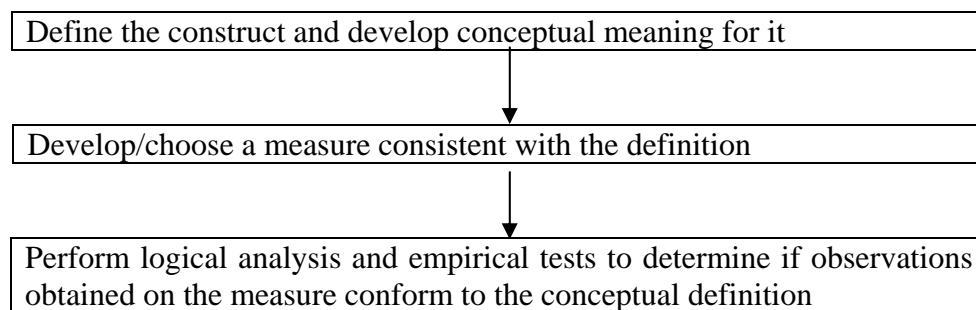 Define the construct and develop conceptual meaning for it
Develop/choose a measure consistent with the definition
Perform logical analysis and empirical tests to determine if observations
obtained on the measure conform to the conceptual definition